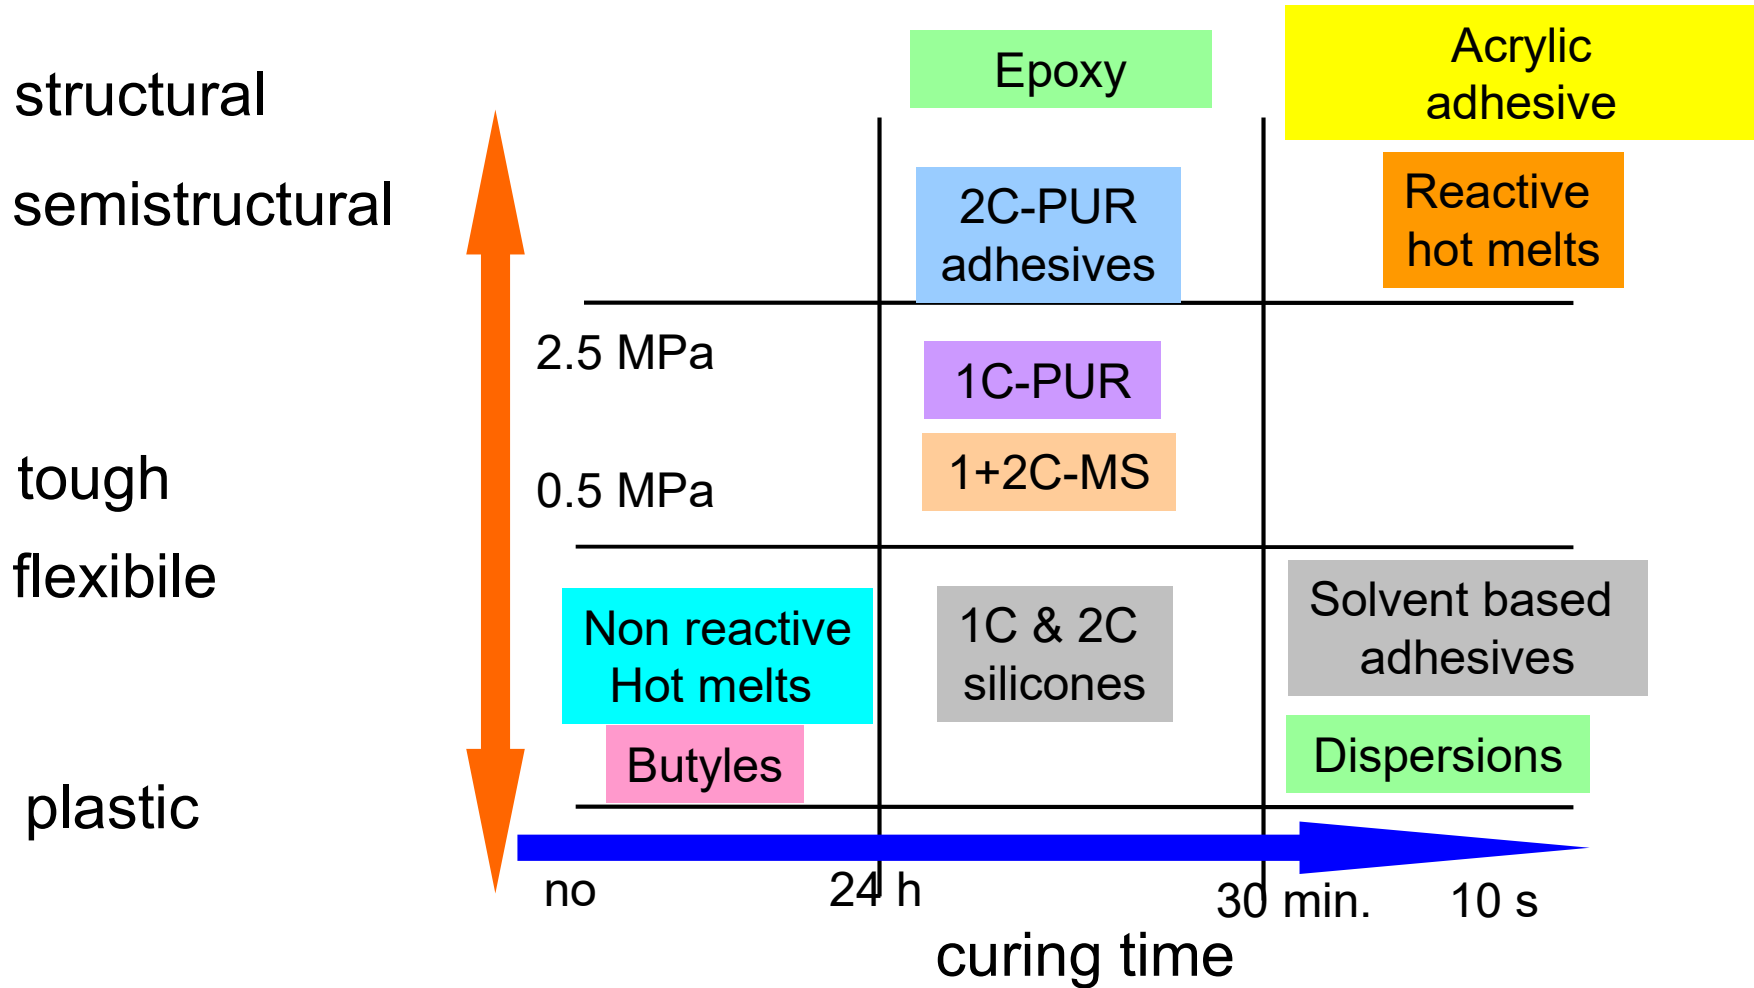 structural
semistructural
tough
flexibile
plastic
2.5 MPa
0.5 MPa
Epoxy
Acrylic
adhesive
2C-PUR
adhesives
Reactive
hot melts
1C-PUR
1+2C-MS
Non reactive
Hot melts
1C & 2C
silicones
Solvent based
adhesives
Butyles
Dispersions
no
24 h
30 min.
10 s
curing time